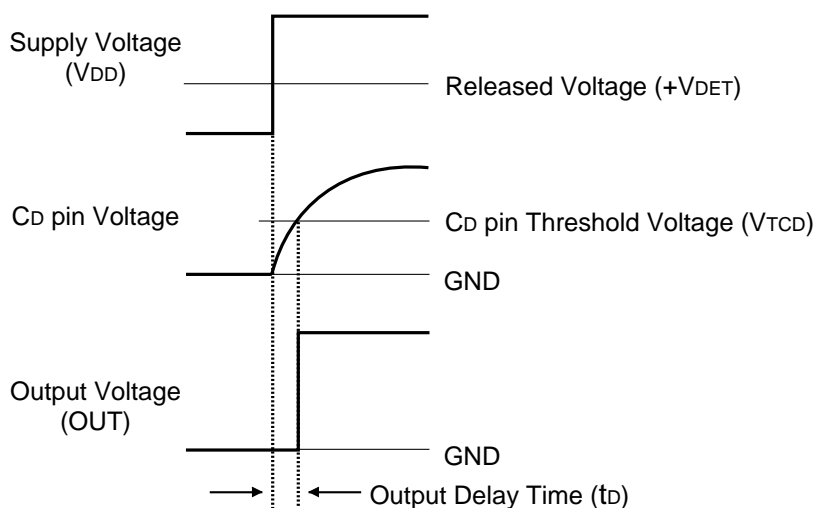 Supply Voltage
(VDD)
Released Voltage (+VDET)
CD pin Voltage
CD pin Threshold Voltage (VTCD)
GND
Output Voltage
(OUT)
GND
Output Delay Time (tD)